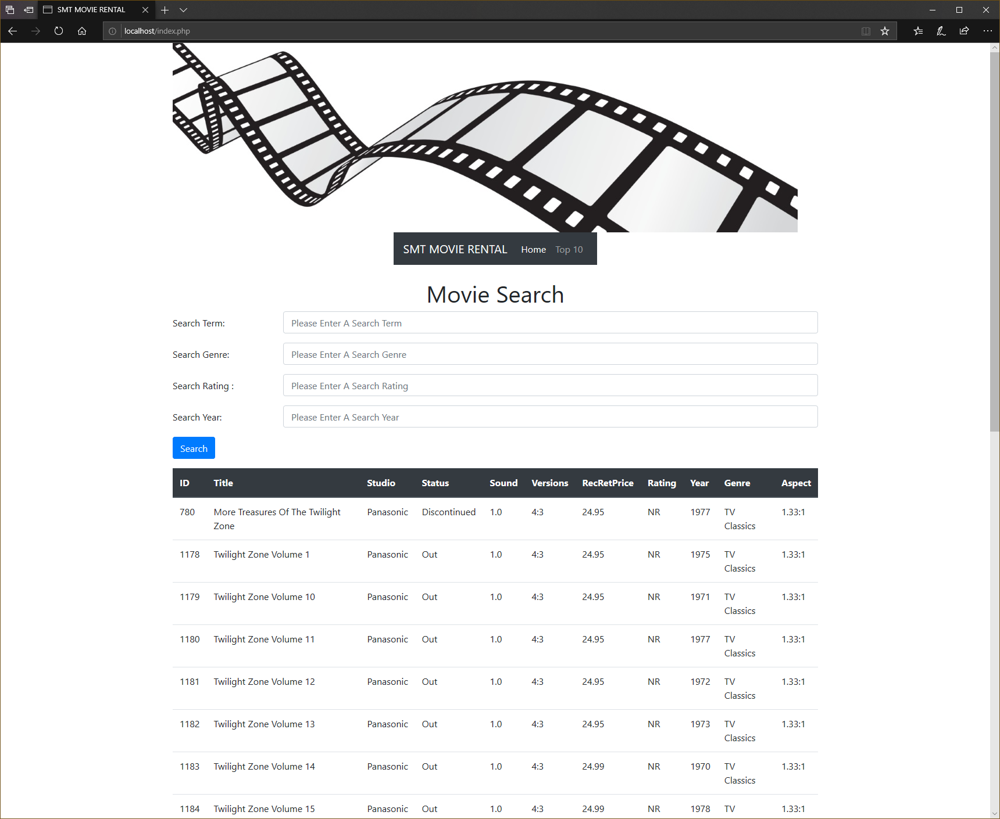 SMT MOVIE RENTAL
localhost/index.php
SMT MOVIE RENTAL Home Top 10
Movie Search
Search Term: Please Enter A Search Term
Search Genre: Please Enter A Search Genre
Search Rating : Please Enter A Search Rating
Search Year: Please Enter A Search Year
Search
ID Title Studio Status Sound Versions RecRetPrice Rating Year Genre Aspect
780 More Treasures Of The Twilight Panasonic Discontinued 1.0 4:3 24.95 NR 1977 TV 1.33:1
Zone Classics
1178 Twilight Zone Volume 1 Panasonic Out 1.0 4:3 24.95 NR 1975 TV 1.33:1
Classics
1179 Twilight Zone Volume 10 Panasonic Out 1.0 4:3 24.95 NR 1971 TV 1.33:1
Classics
1180 Twilight Zone Volume 11 Panasonic Out 1.0 4:3 24.95 NR 1977 TV 1.33:1
Classics
1181 Twilight Zone Volume 12 Panasonic Out 1.0 4:3 24.95 NR 1972 TV 1.33:1
Classics
1182 Twilight Zone Volume 13 Panasonic Out 1.0 4:3 24.95 NR 1973 TV 1.33:1
Classics
1183 Twilight Zone Volume 14 Panasonic Out 1.0 4:3 24.99 NR 1970 TV 1.33:1
Classics
1184 Twilight Zone Volume 15 Panasonic Out 1.0 4:3 24.99 NR 1978 TV 1.33:1